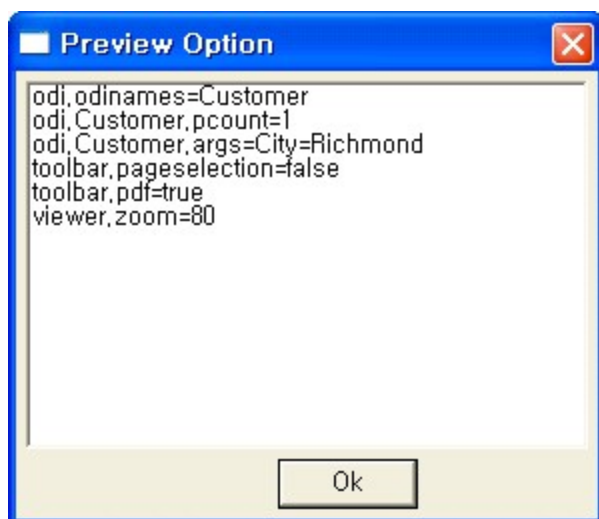 Preview Option
odi.odinames=Customer
odi.Customer.pcount=1
odi.Customer.args=City=Richmond
toolbar.pageselection=false
toolbar.pdf=true
viewer.zoom=80
Ok